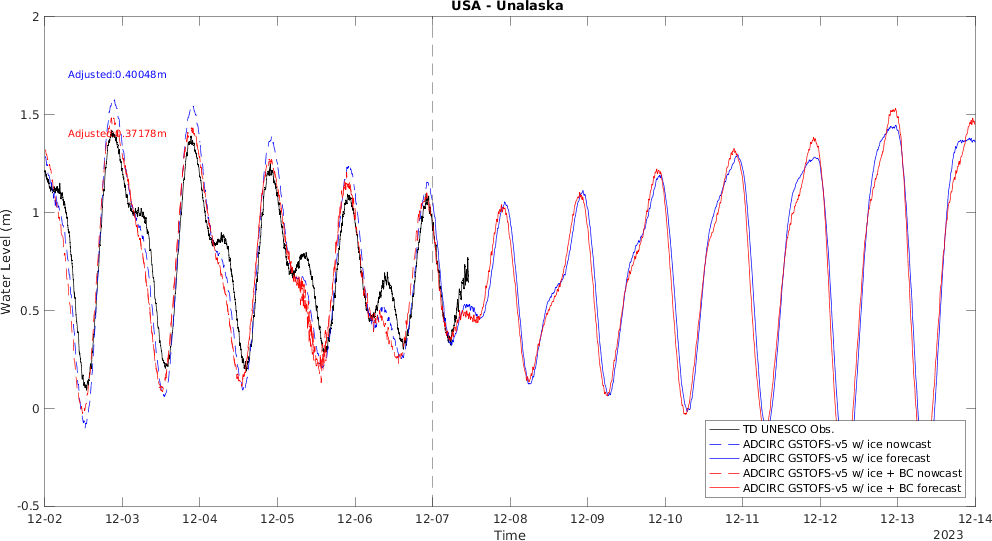 USA - Unalaska
2
1.5
1
0.5
0
-0.5
Water Level (m)
Adjusted:0.40048m
Adjusted:0.37178m
TD UNESCO Obs.
ADCIRC GSTOFS-v5 w/ ice nowcast
ADCIRC GSTOFS-v5 w/ ice forecast
ADCIRC GSTOFS-v5 w/ ice + BC nowcast
ADCIRC GSTOFS-v5 w/ ice + BC forecast
12-02 12-03 12-04 12-05 12-06 12-07 12-08 12-09 12-10 12-11 12-12 12-13 12-14
Time
2023